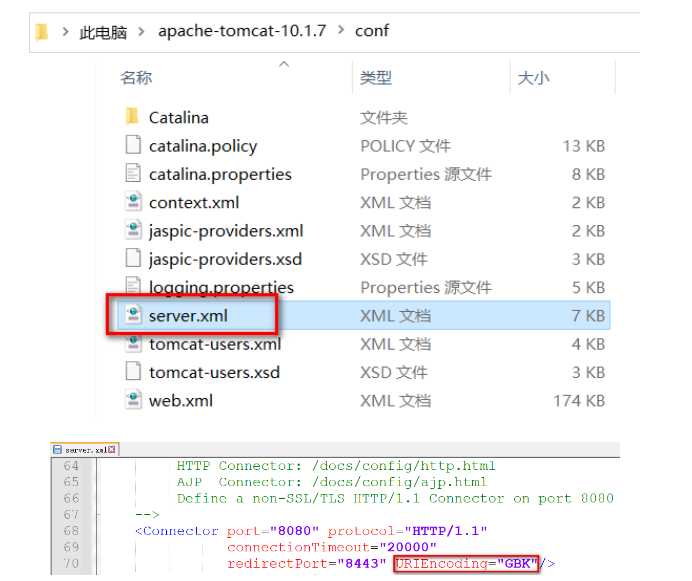 此电脑 > apache-tomcat-10.1.7 > conf
名称 类型 大小
Catalina 文件夹
catalina.policy POLICY 文件 13 KB
catalina.properties Properties 源文件 8 KB
context.xml XML 文档 2 KB
jaspic-providers.xml XML 文档 2 KB
jaspic-providers.xsd XSD 文件 3 KB
logging.properties Properties 源文件 5 KB
server.xml XML 文档 7 KB
tomcat-users.xml XML 文档 4 KB
tomcat-users.xsd XSD 文件 3 KB
web.xml XML 文档 174 KB
server.xml
64 HTTP Connector: /docs/config/http.html
65 AJP  Connector: /docs/config/ajp.html
66 Define a non-SSL/TLS HTTP/1.1 Connector on port 8080
67 -->
68 <Connector port="8080" protocol="HTTP/1.1"
69 connectionTimeout="20000"
70 redirectPort="8443" URIEncoding="GBK"/>